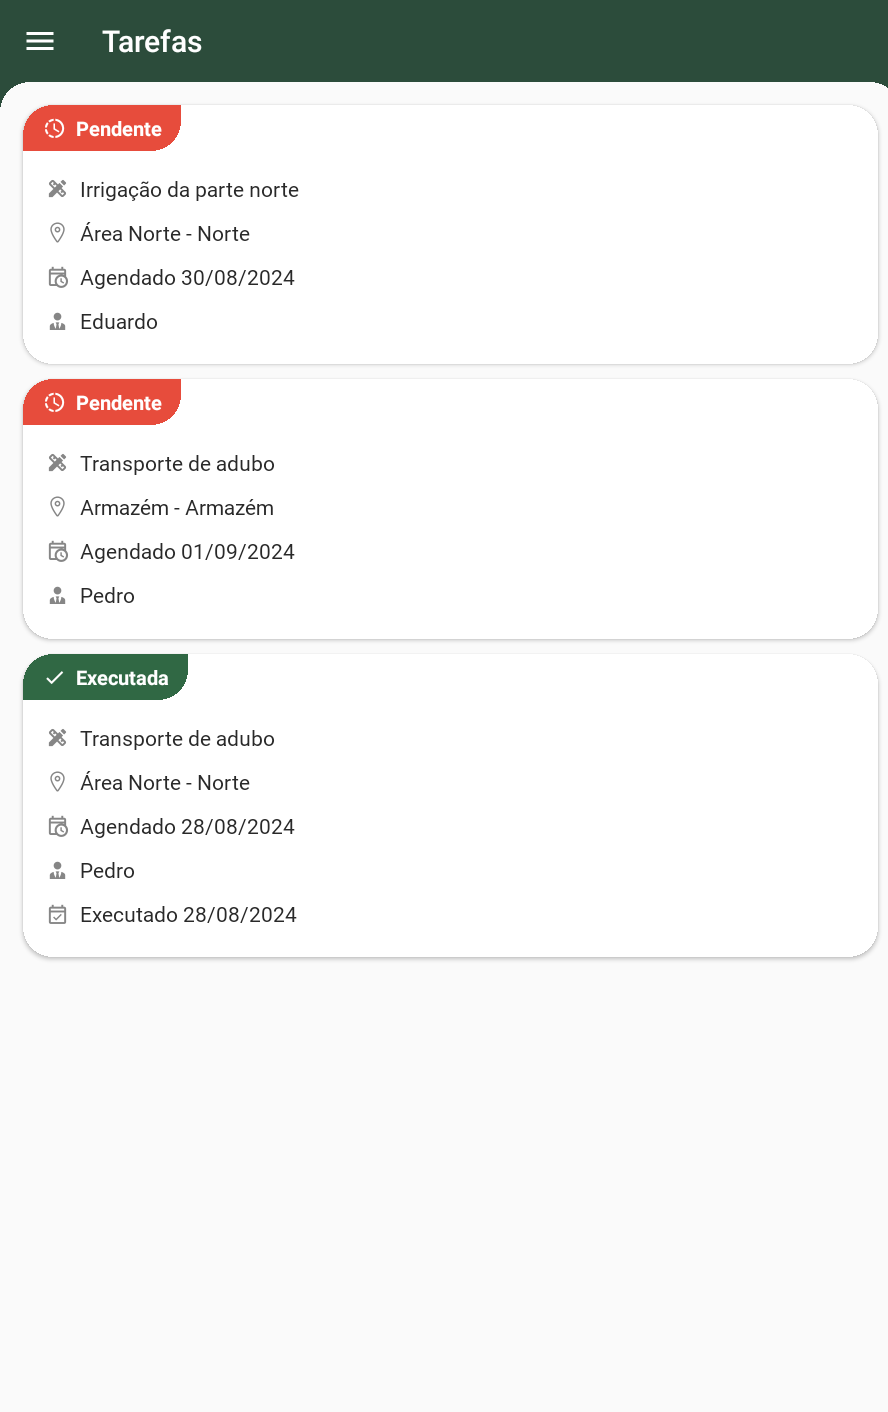 Tarefas
Pendente
Irrigação da parte norte
Área Norte - Norte
Agendado 30/08/2024
Eduardo
Pendente
Transporte de adubo
Armazém - Armazém
Agendado 01/09/2024
Pedro
Executada
Transporte de adubo
Área Norte - Norte
Agendado 28/08/2024
Pedro
Executado 28/08/2024